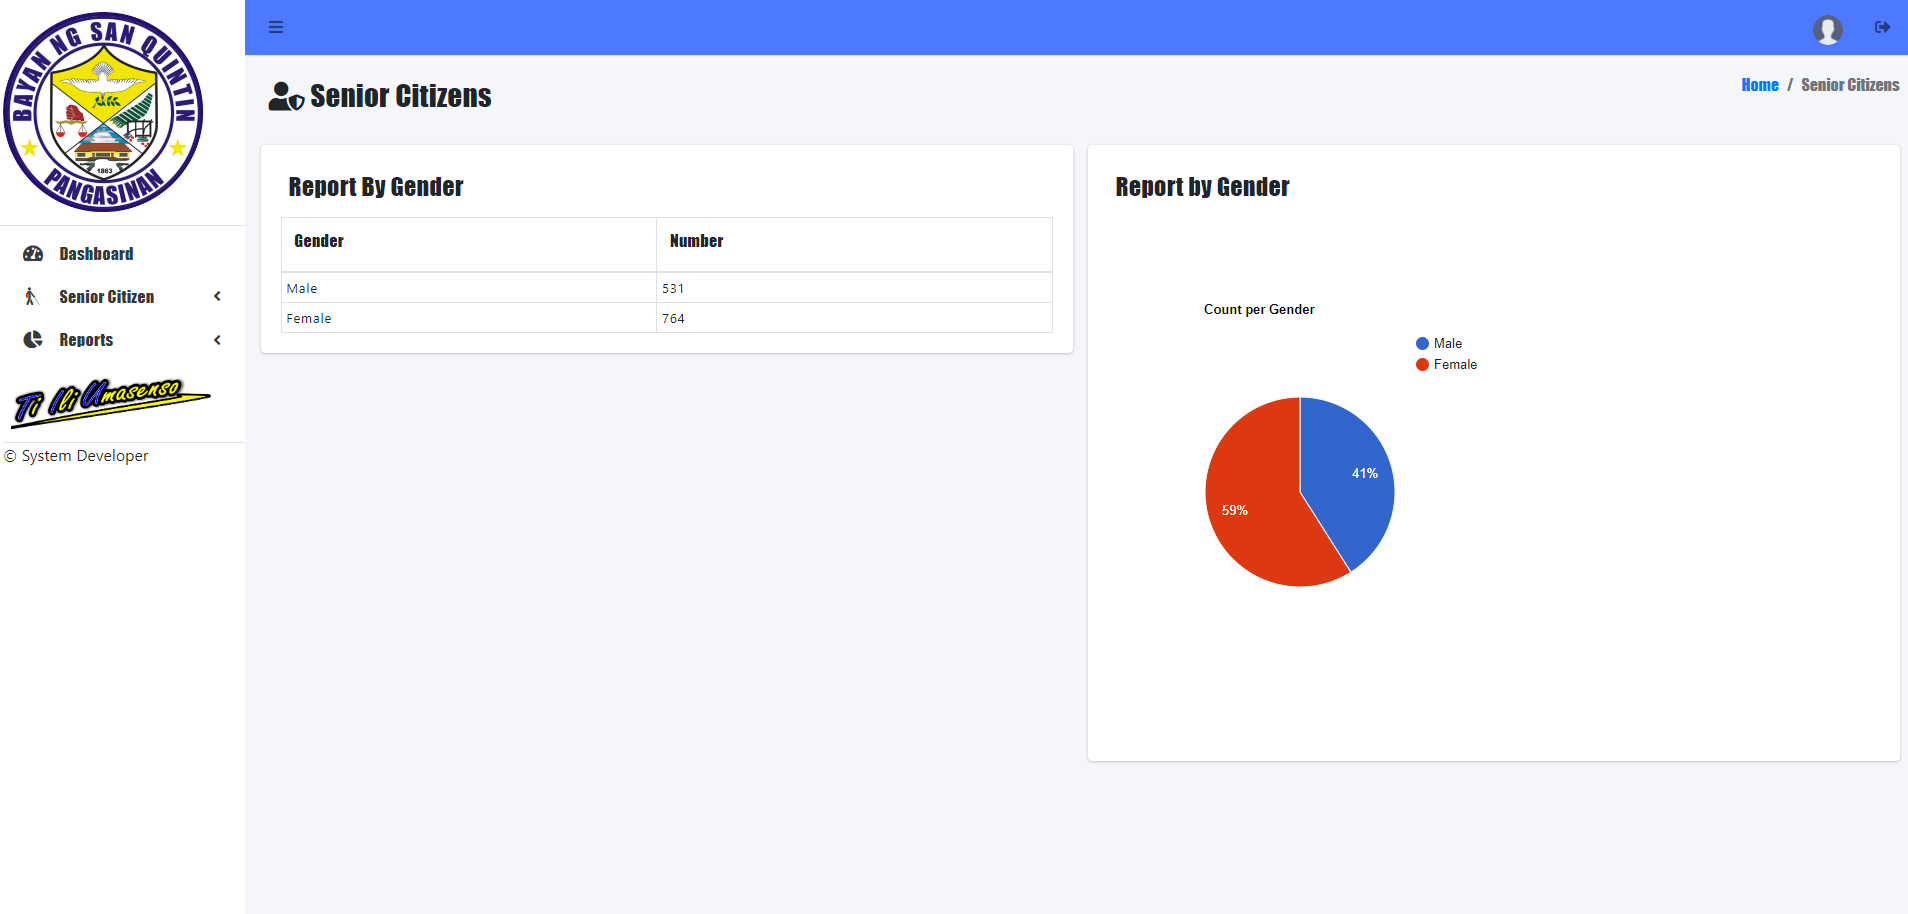 BAYAN NG SAN QUINTIN
1863
PANGASINAN
Dashboard
Senior Citizen
Reports
Ti Ili Umasenso
© System Developer
Senior Citizens
Home / Senior Citizens
Report By Gender
Gender Number
Male 531
Female 764
Report by Gender
Count per Gender
Male
Female
41%
59%